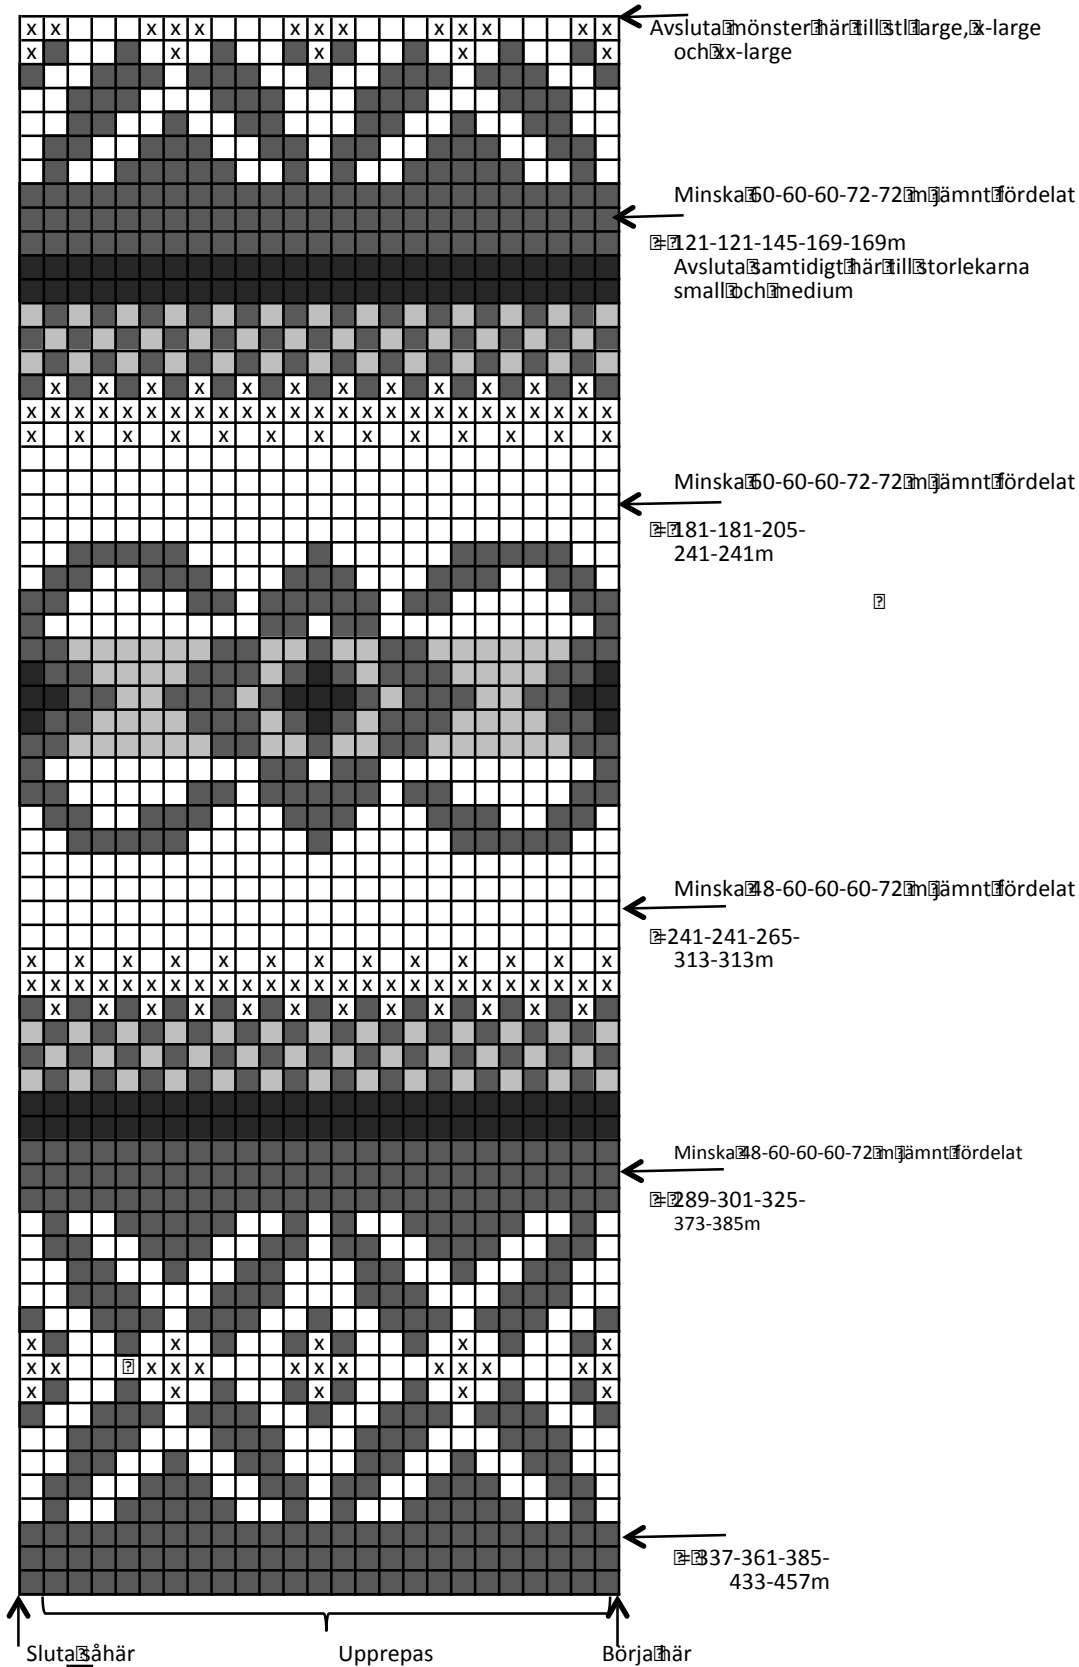 Avsluta mönster här till stl large, x-large
och xx-large
Minska 60-60-60-72-72 m jämnt fördelat
= 121-121-145-169-169m
Avsluta samtidigt här till storlekarna
small och medium
Minska 60-60-60-72-72 m jämnt fördelat
= 181-181-205-
241-241m
Minska 48-60-60-60-72 m jämnt fördelat
=241-241-265-
313-313m
Minska 48-60-60-60-72 m jämnt fördelat
= 289-301-325-
373-385m
= 337-361-385-
433-457m
Sluta såhär Upprepas Börja här